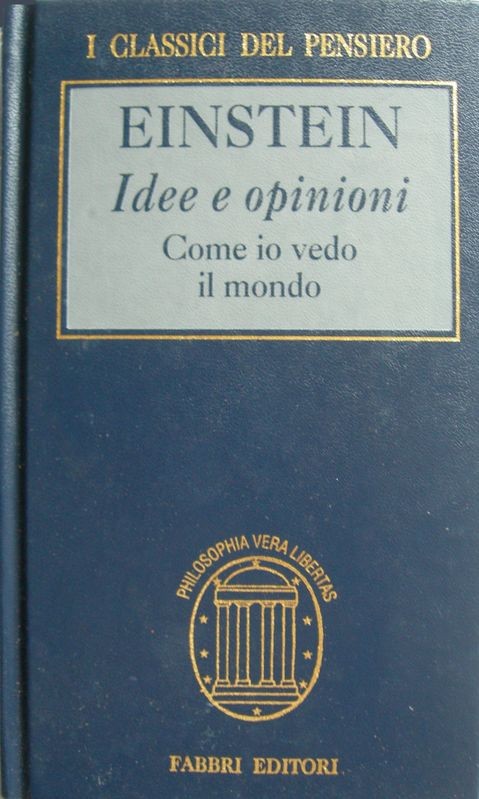 I CLASSICI DEL PENSIERO
EINSTEIN
Idee e opinioni
Come io vedo
il mondo
PHILOSOPHIA VERA LIBERTAS
FABBRI EDITORI